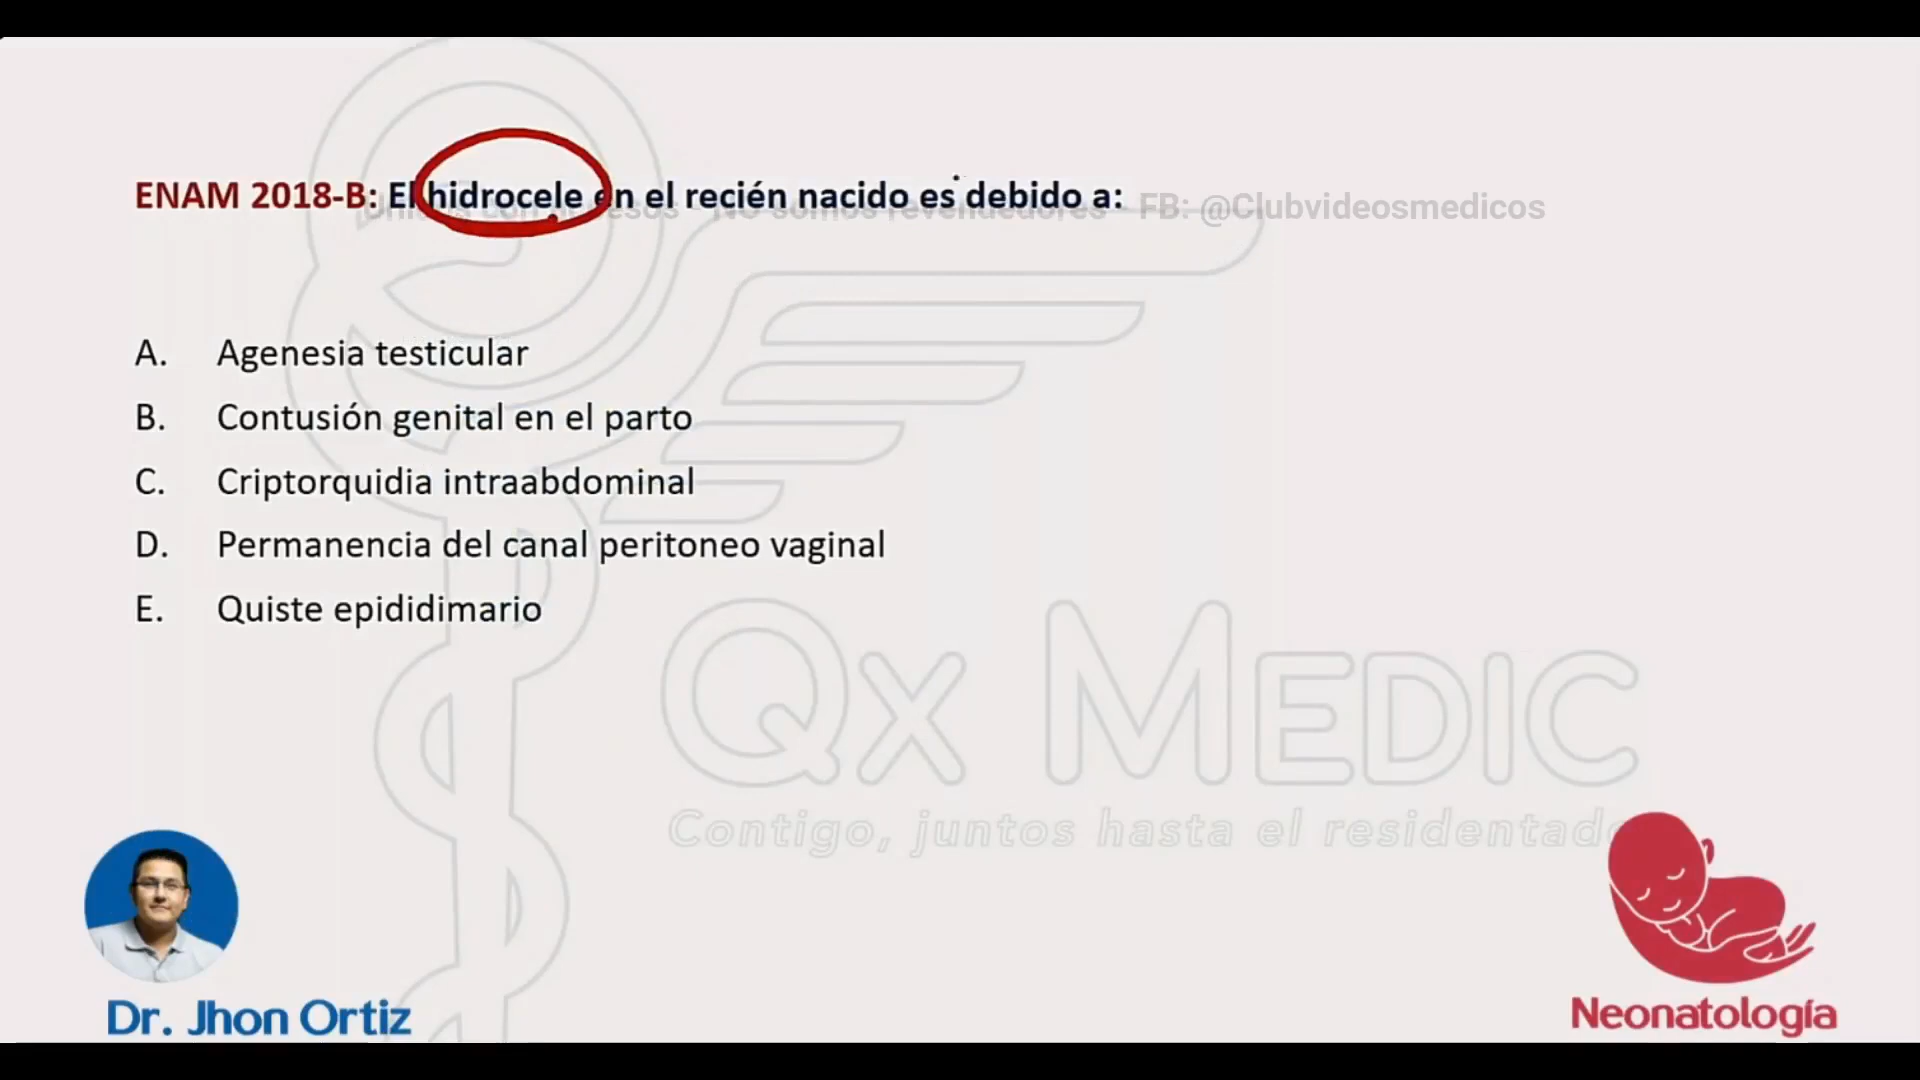 ENAM 2018-B: El hidrocele en el recién nacido es debido a:
FB: @Clubvideosmedicos
A. Agenesia testicular
B. Contusión genital en el parto
C. Criptorquidia intraabdominal
D. Permanencia del canal peritoneo vaginal
E. Quiste epididimario
Qx MEDIC
Contigo, juntos hasta el residentado
Dr. Jhon Ortiz
Neonatología